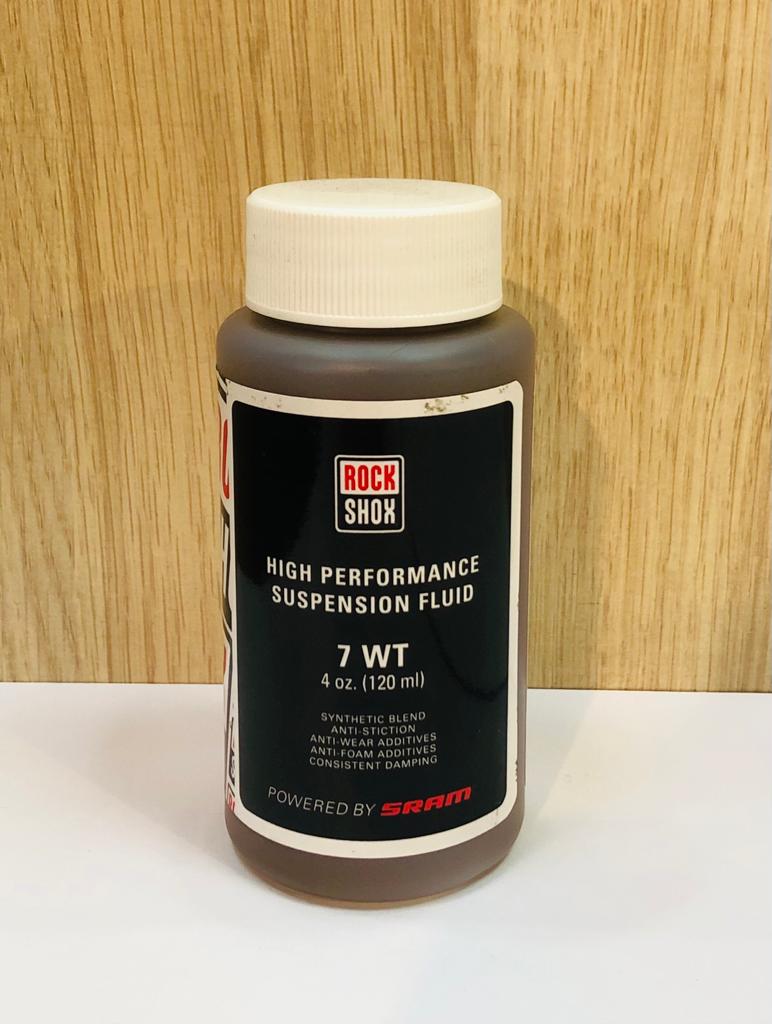 ROCK
SHOX
HIGH PERFORMANCE
SUSPENSION FLUID
7 WT
4 oz. (120 ml)
SYNTHETIC BLEND
ANTI-STICTION
ANTI-WEAR ADDITIVES
ANTI-FOAM ADDITIVES
CONSISTENT DAMPING
POWERED BY SRAM